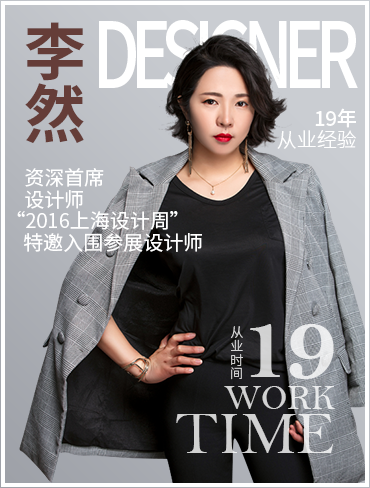 李然
DESIGNER
19年
从业经验
资深首席
设计师
“2016上海设计周”
特邀入围参展设计师
从业时间
19
WORK
TIME